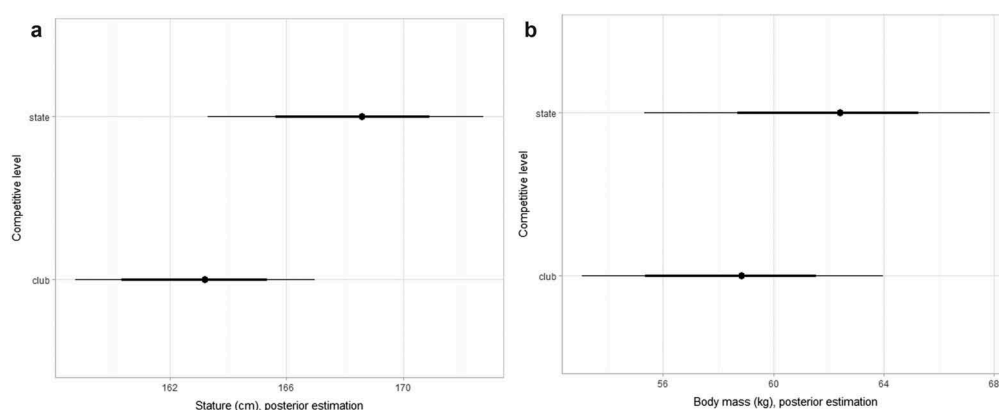 a
state
club
Competitive level
162 166 170
Stature (cm), posterior estimation
b
state
club
Competitive level
56 60 64 68
Body mass (kg), posterior estimation